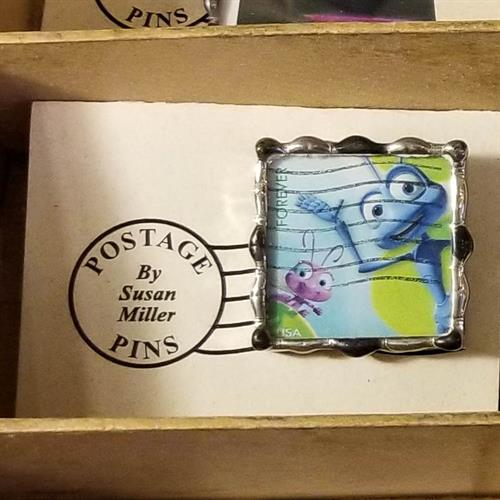 PINS
POSTAGE
By
Susan
Miller
PINS
FOREVER
USA